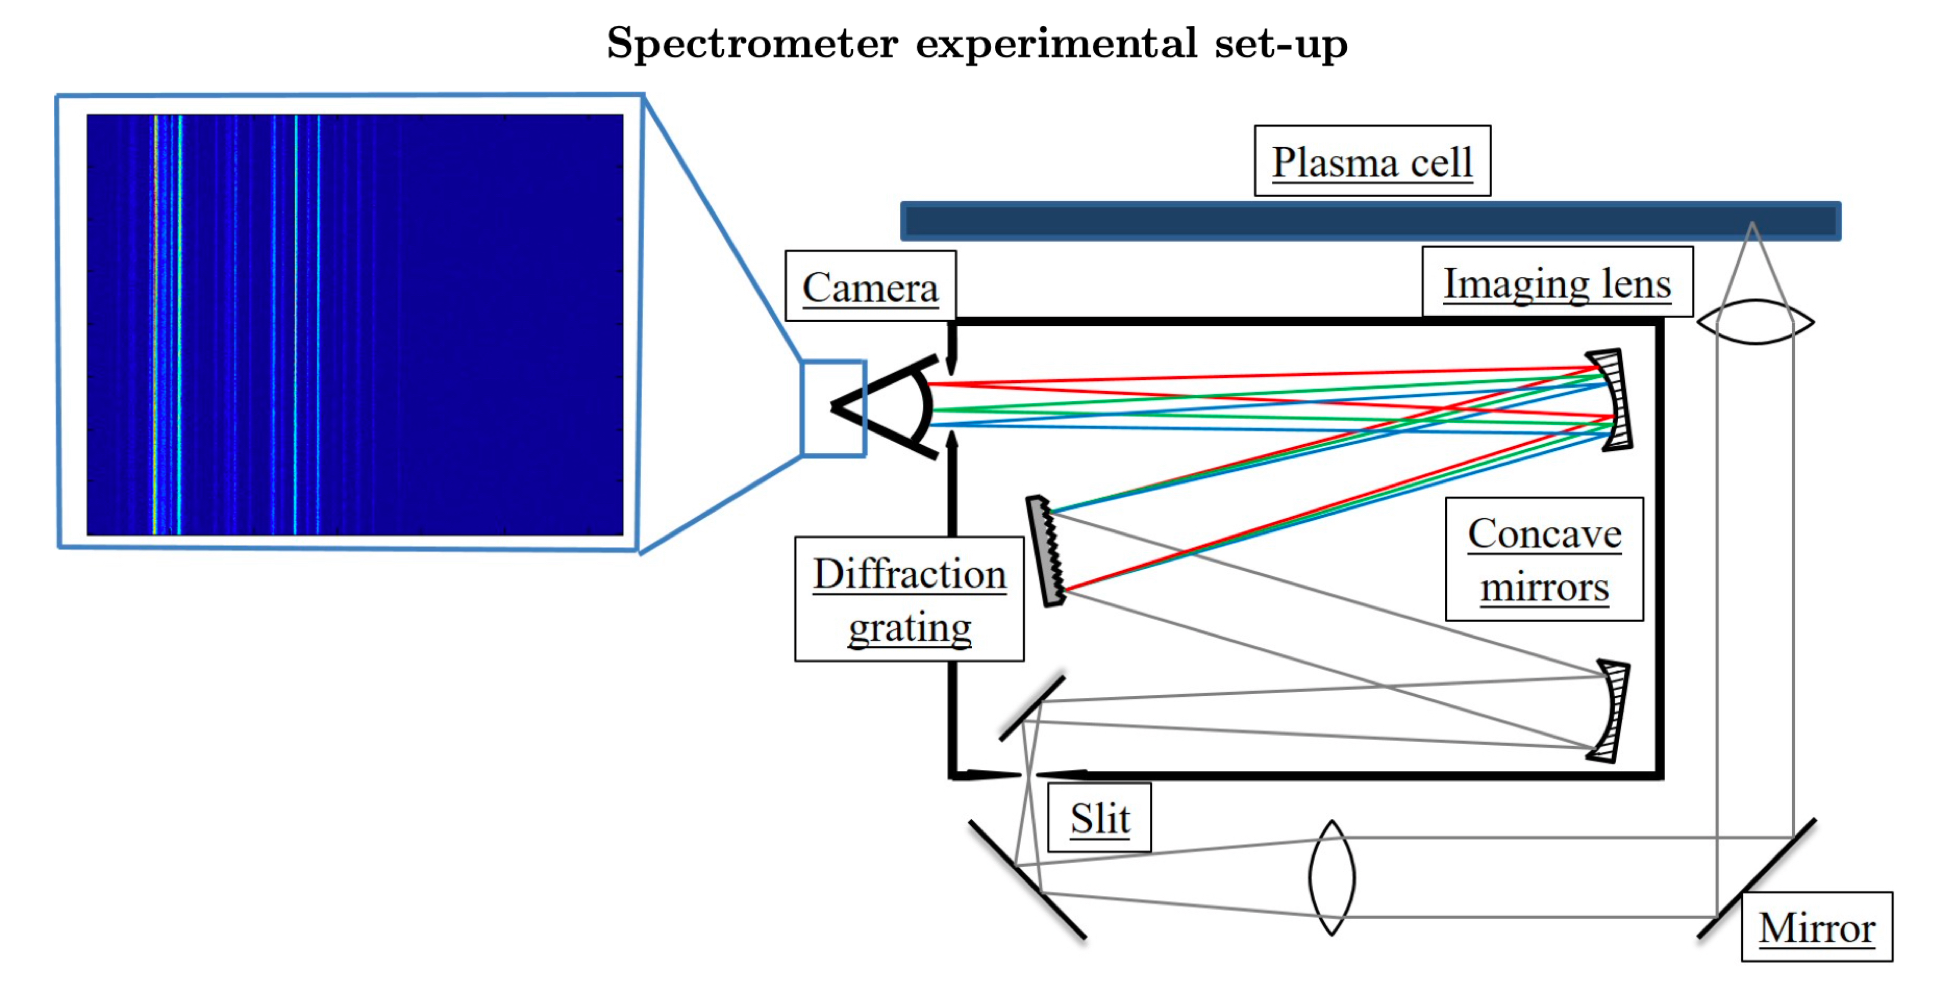 Spectrometer experimental set-up
Plasma cell
Camera
Imaging lens
Concave
mirrors
Diffraction
grating
Slit
Mirror